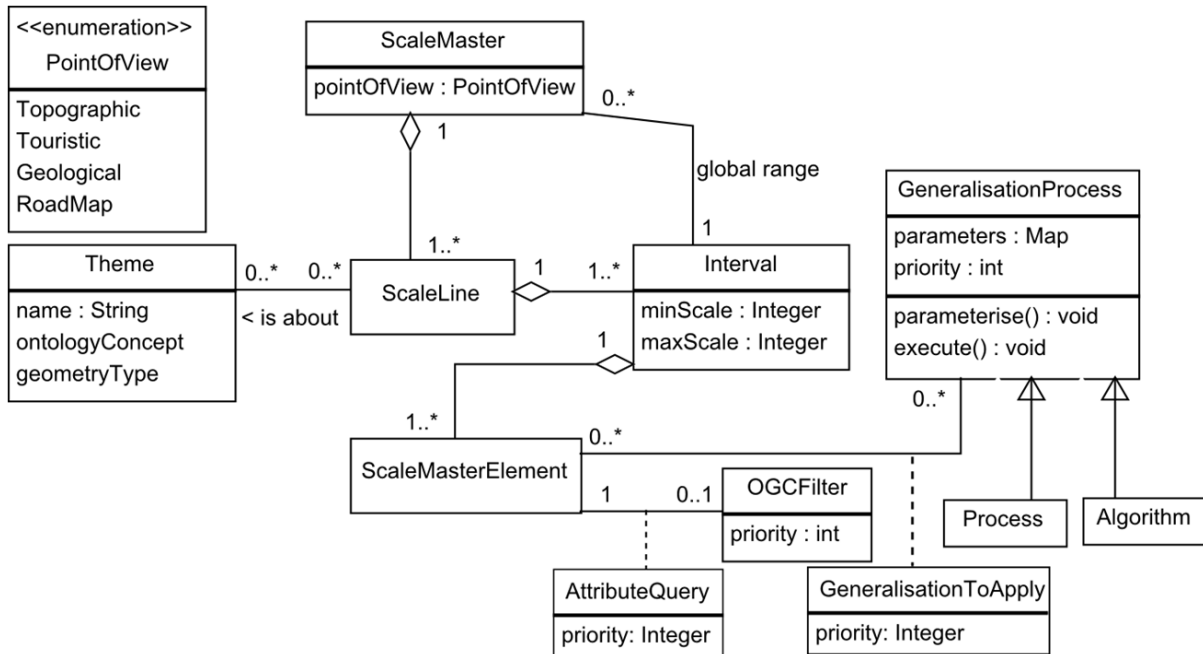 <<enumeration>>
PointOfView
Topographic
Touristic
Geological
RoadMap
ScaleMaster
pointOfView : PointOfView
0..*
1
global range
1
1..*
Theme
name : String
ontologyConcept
geometryType
0..*
0..*
< is about
ScaleLine
1
1..*
Interval
minScale : Integer
maxScale : Integer
1
1..*
GeneralisationProcess
parameters : Map
priority : int
parameterise() : void
execute() : void
0..*
0..*
ScaleMasterElement
1
0..1
OGCFilter
priority : int
Process
Algorithm
AttributeQuery
priority: Integer
GeneralisationToApply
priority: Integer